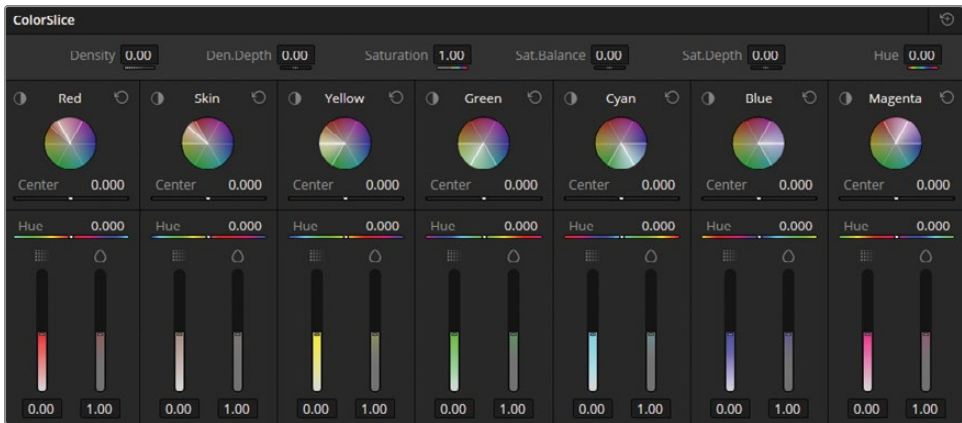 ColorSlice
Density 0.00 Den.Depth 0.00 Saturation 1.00 Sat.Balance 0.00 Sat.Depth 0.00 Hue 0.00
Red Skin Yellow Green Cyan Blue Magenta
Center 0.000 Center 0.000 Center 0.000 Center 0.000 Center 0.000 Center 0.000 Center 0.000
Hue 0.000 Hue 0.000 Hue 0.000 Hue 0.000 Hue 0.000 Hue 0.000 Hue 0.000
0.00 1.00 0.00 1.00 0.00 1.00 0.00 1.00 0.00 1.00 0.00 1.00 0.00 1.00